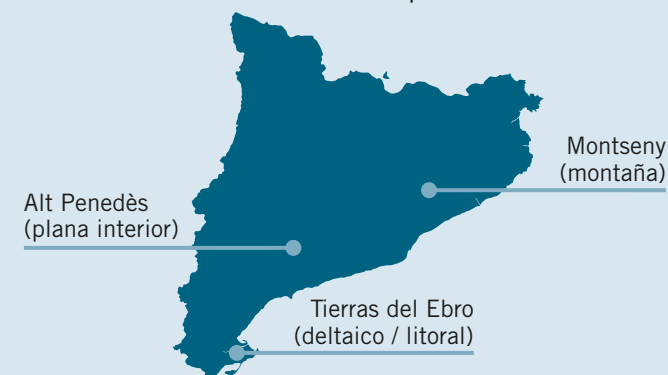 Montseny
(montaña)
Alt Penedès
(plana interior)
Tierras del Ebro
(deltaico / litoral)